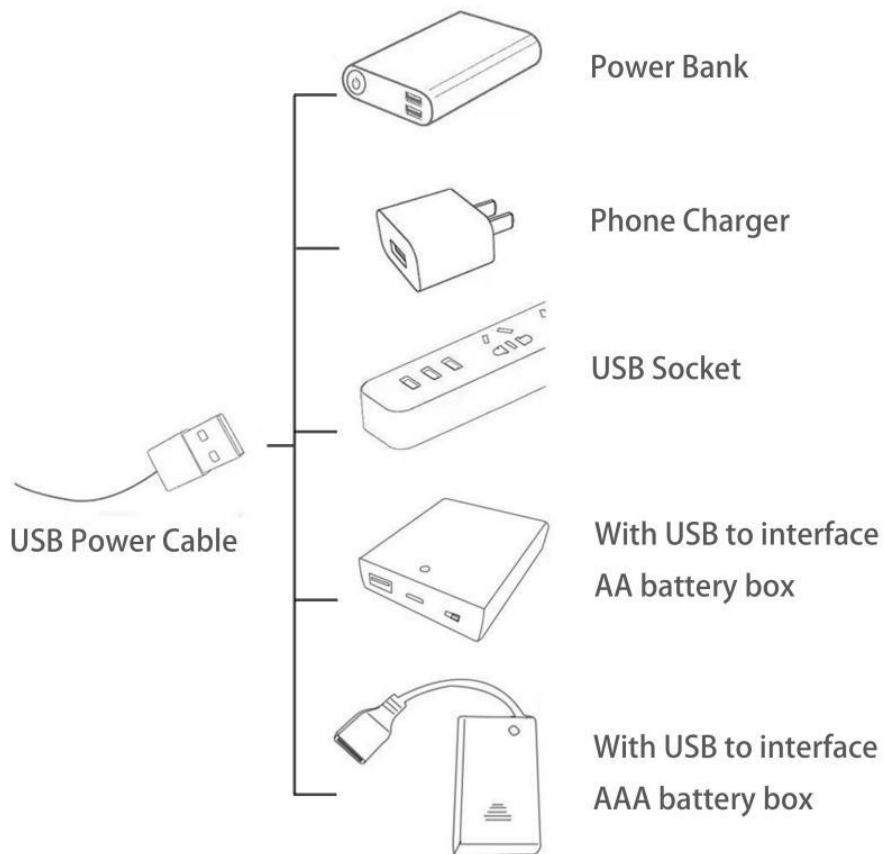 Power Bank
Phone Charger
USB Socket
USB Power Cable
With USB to interface
AA battery box
With USB to interface
AAA battery box